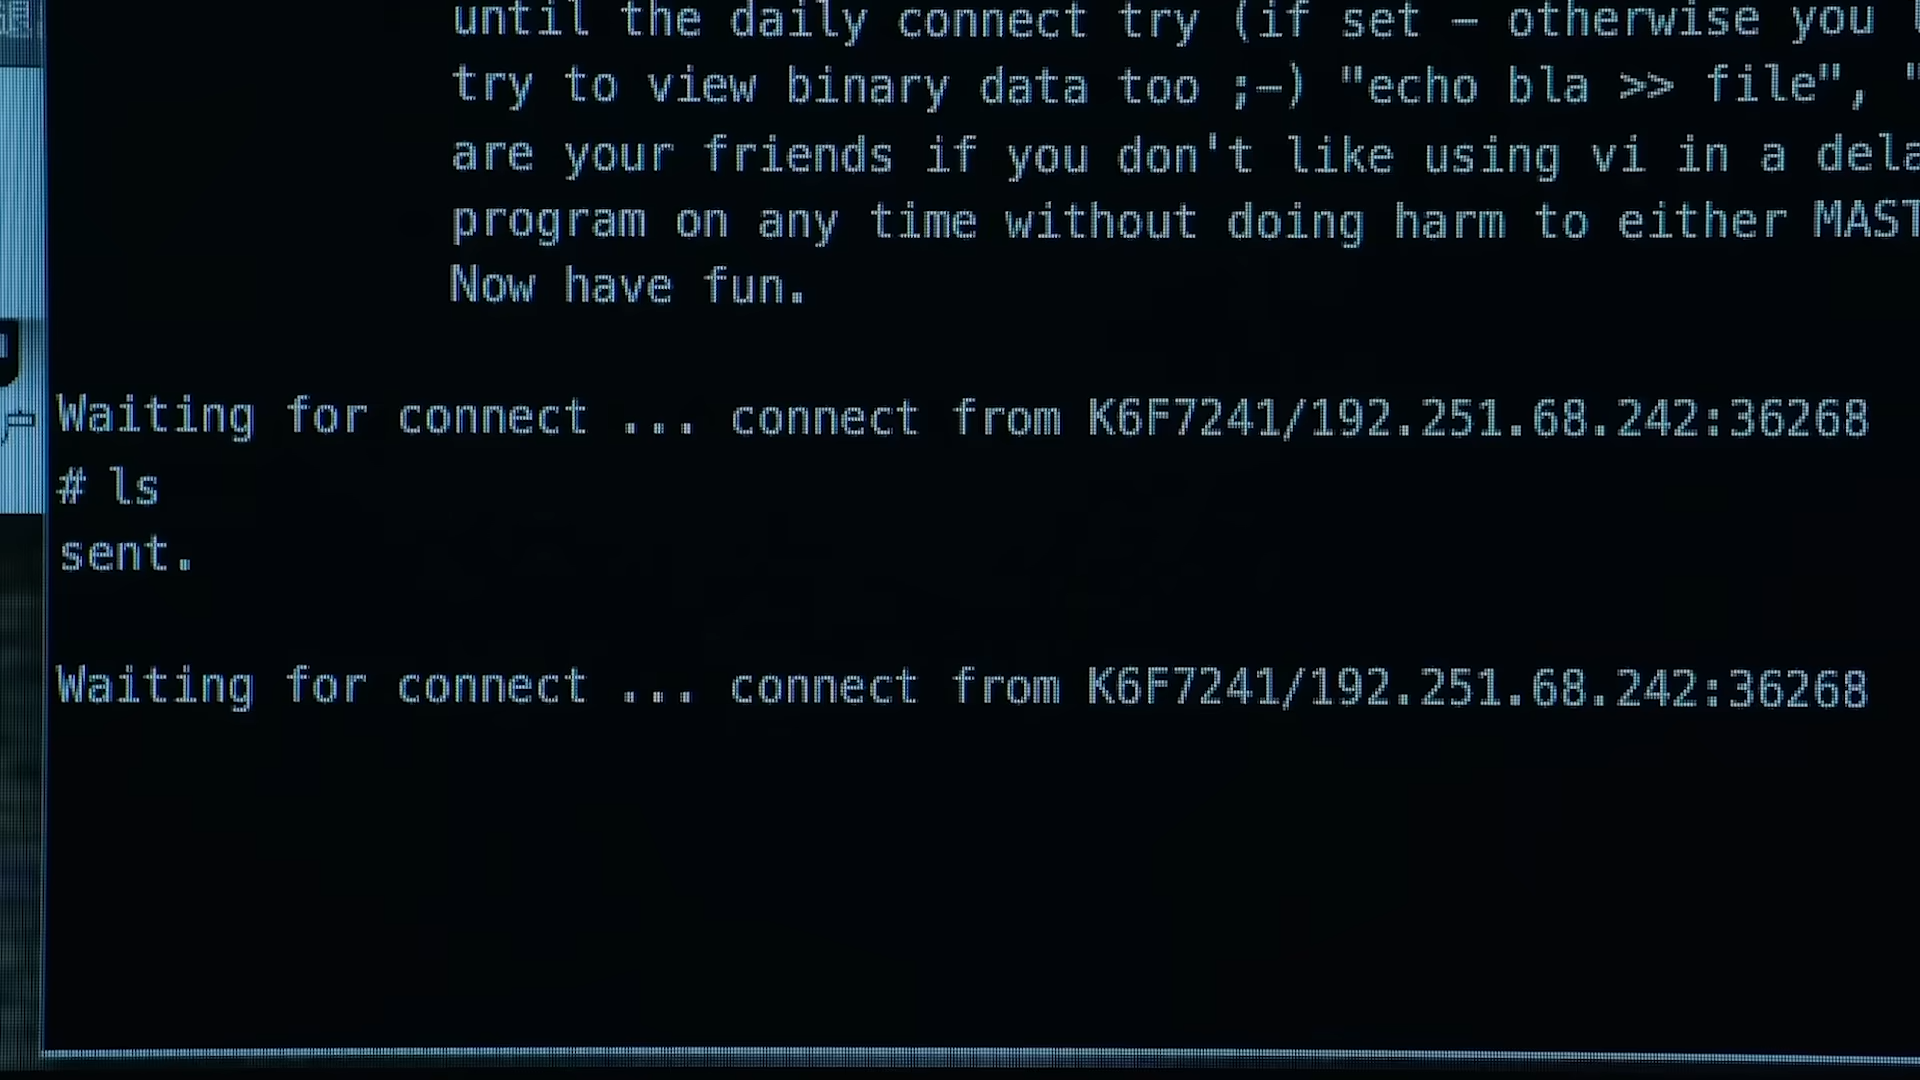 until the daily connect try (if set – otherwise you
try to view binary data too ;-) "echo bla >> file", "
are your friends if you don't like using vi in a
program on any time without doing harm to either
Now have fun.
Waiting for connect ... connect from K6F7241/192.251.68.242:36268
# ls
sent.
Waiting for connect ... connect from K6F7241/192.251.68.242:36268